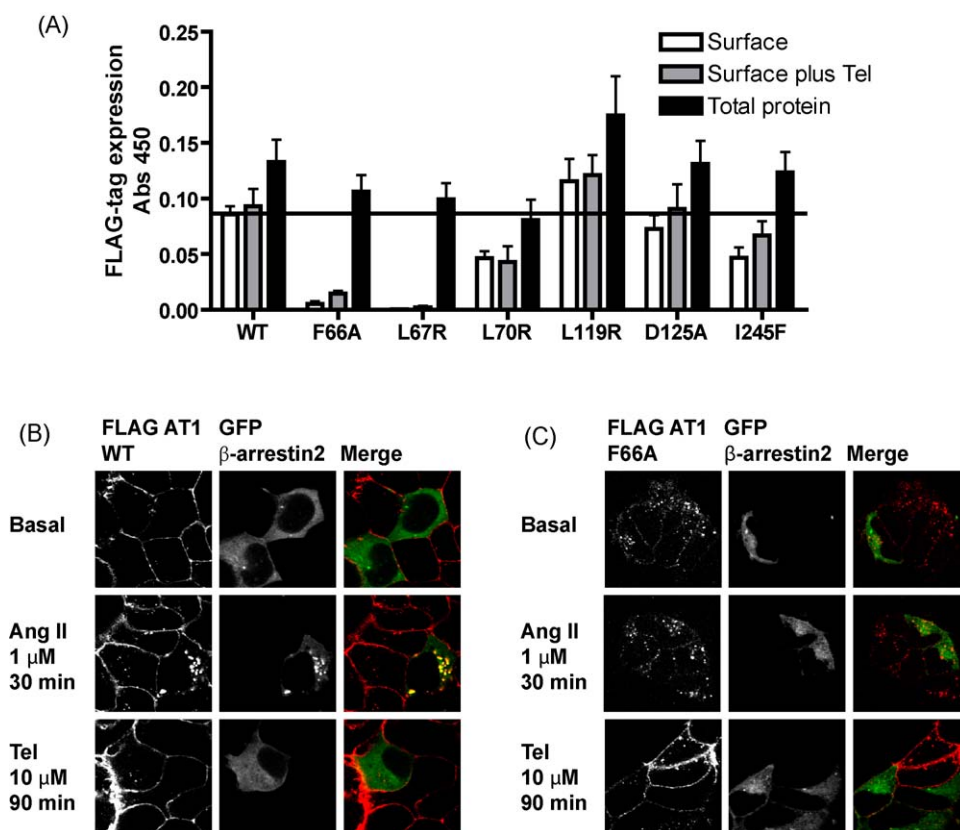 (A)
FLAG-tag expression
Abs 450
0.25
0.20
0.15
0.10
0.05
0.00
Surface
Surface plus Tel
Total protein
WT F66A L67R L70R L119R D125A I245F
(B)
FLAG AT1 GFP
WT β-arrestin2 Merge
Basal
Ang II
1 μM
30 min
Tel
10 μM
90 min
(C)
FLAG AT1 GFP
F66A β-arrestin2 Merge
Basal
Ang II
1 μM
30 min
Tel
10 μM
90 min